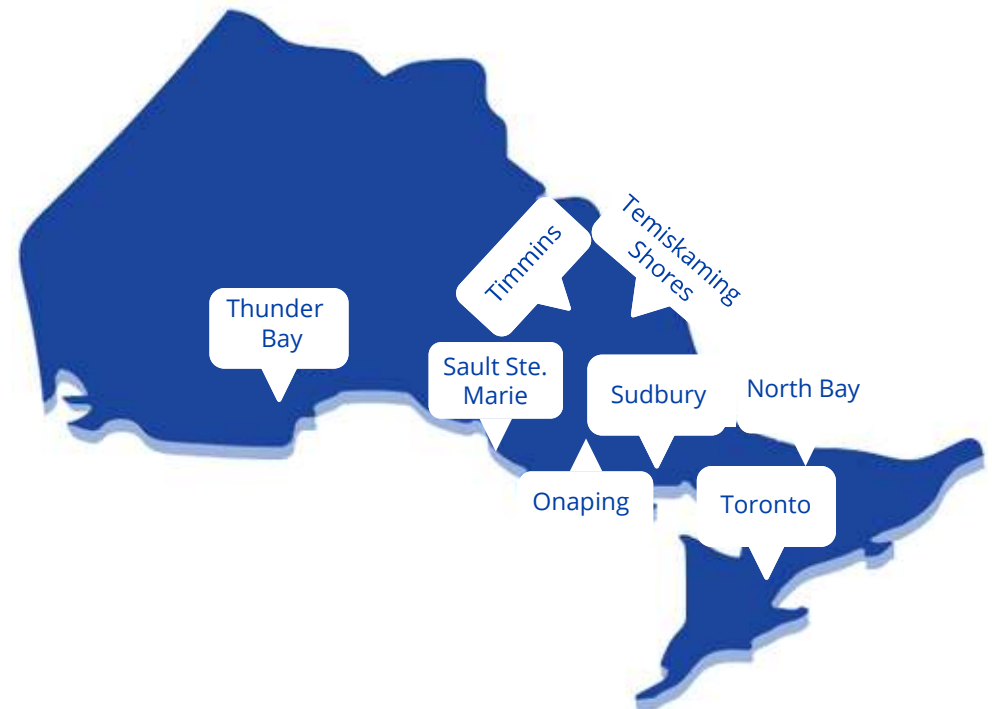 Timmins
Temiskaming
Shores
Thunder
Bay
Sault Ste.
Marie
Sudbury
North Bay
Onaping
Toronto